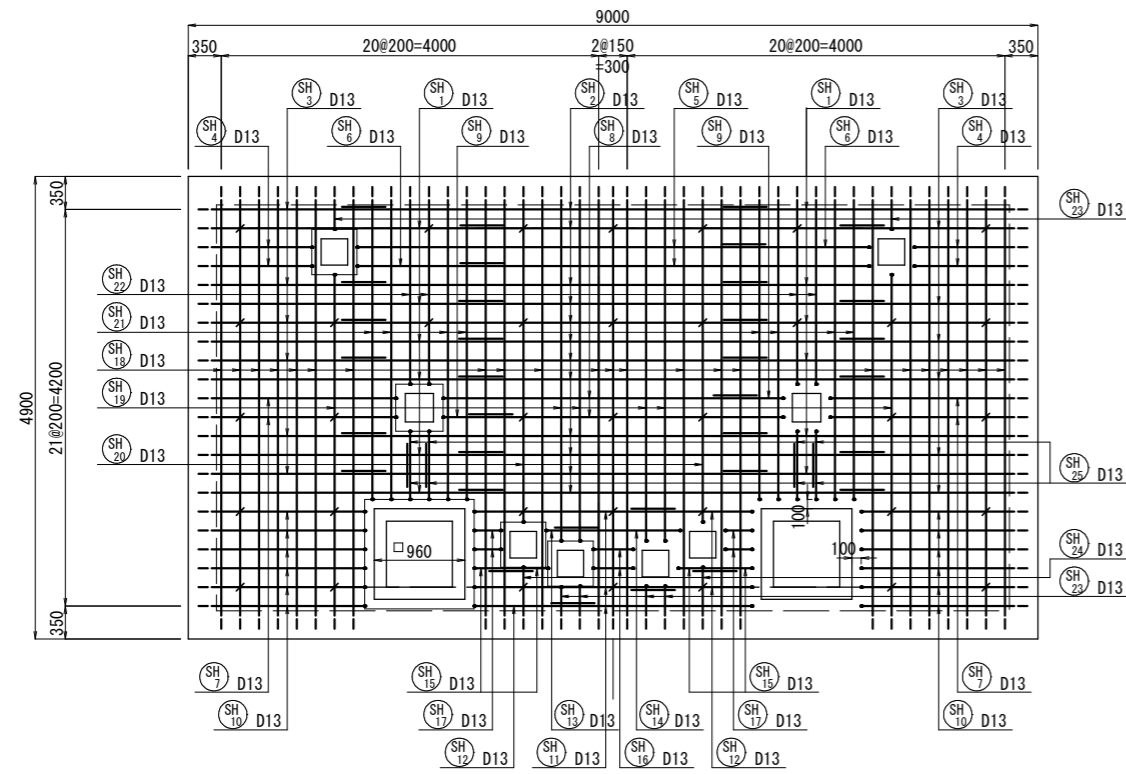 9000
350 20@200=4000 2@150 =300 20@200=4000 350
SH 3 D13 SH 1 D13 SH 2 D13 SH 5 D13 SH 1 D13 SH 3 D13
SH 4 D13 SH 6 D13 SH 9 D13 SH 8 D13 SH 9 D13 SH 6 D13 SH 4 D13
350
SH 23 D13
SH 22 D13
SH 21 D13
SH 18 D13
SH 19 D13
4900
21@200=4200
SH 20 D13
SH 25 D13
100
□960
100
SH 24 D13
SH 23 D13
350
SH 7 D13 SH 15 D13 SH 15 D13 SH 7 D13
SH 10 D13 SH 17 D13 SH 13 D13 SH 14 D13 SH 17 D13 SH 10 D13
SH 12 D13 SH 11 D13 SH 16 D13 SH 12 D13